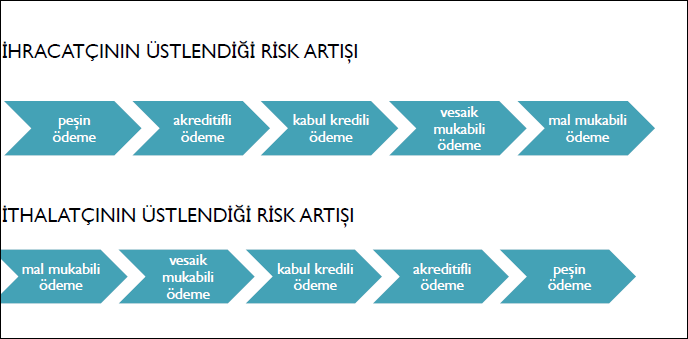 İHRACATÇININ ÜSTLENDİĞİ RİSK ARTIŞI
peşin
ödeme
akreditifli
ödeme
kabul kredili
ödeme
vesaik
mukabili
ödeme
mal mukabili
ödeme
İTHALATÇININ ÜSTLENDİĞİ RİSK ARTIŞI
mal mukabili
ödeme
vesaik
mukabili
ödeme
kabul kredili
ödeme
akreditifli
ödeme
peşin
ödeme